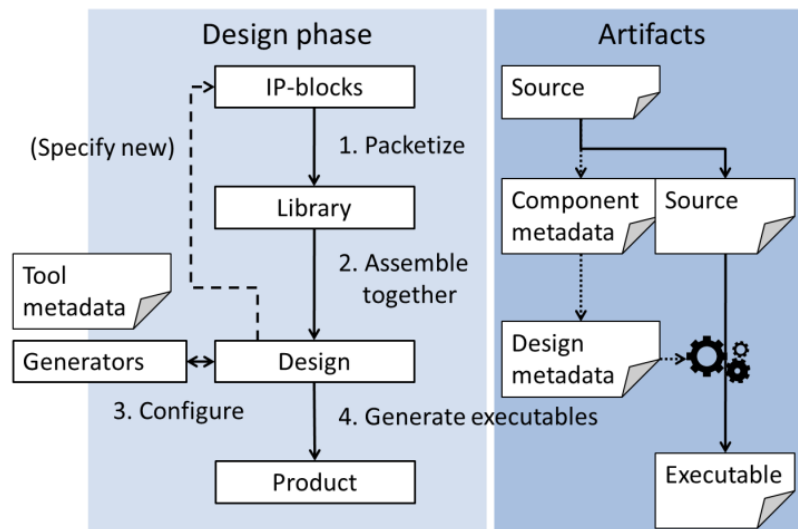 Design phase
IP-blocks
(Specify new)
1. Packetize
Library
2. Assemble
together
Tool
metadata
Generators
Design
3. Configure
4. Generate executables
Product
Artifacts
Source
Component
metadata
Source
Design
metadata
Executable